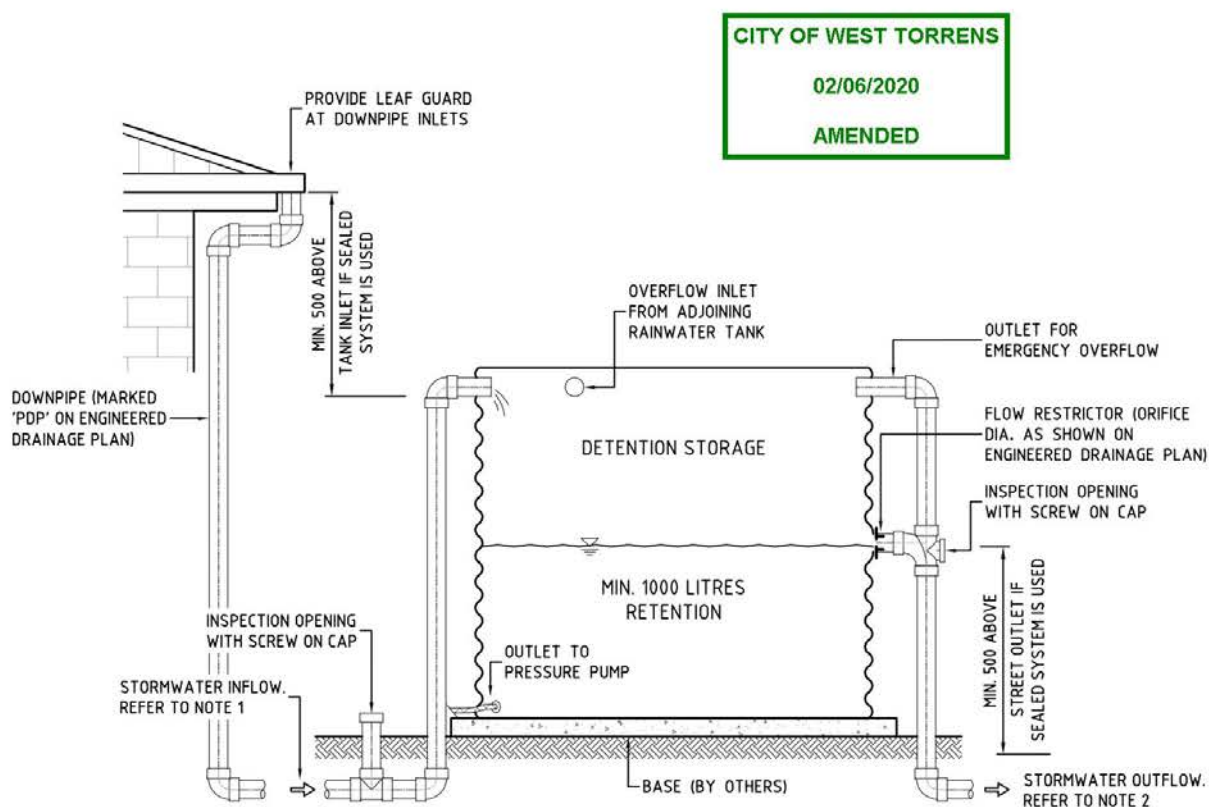 CITY OF WEST TORRENS
02/06/2020
AMENDED
PROVIDE LEAF GUARD
AT DOWNPIPE INLETS
MIN. 500 ABOVE
TANK INLET IF SEALED
SYSTEM IS USED
OVERFLOW INLET
FROM ADJOINING
RAINWATER TANK
OUTLET FOR
EMERGENCY OVERFLOW
DOWNPIPE (MARKED
'PDP' ON ENGINEERED
DRAINAGE PLAN)
FLOW RESTRICTOR (ORIFICE
DIA. AS SHOWN ON
ENGINEERED DRAINAGE PLAN)
DETENTION STORAGE
INSPECTION OPENING
WITH SCREW ON CAP
MIN. 1000 LITRES
RETENTION
INSPECTION OPENING
WITH SCREW ON CAP
OUTLET TO
PRESSURE PUMP
MIN. 500 ABOVE
STREET OUTLET IF
SEALED SYSTEM IS USED
STORMWATER INFLOW.
REFER TO NOTE 1
BASE (BY OTHERS)
STORMWATER OUTFLOW.
REFER TO NOTE 2